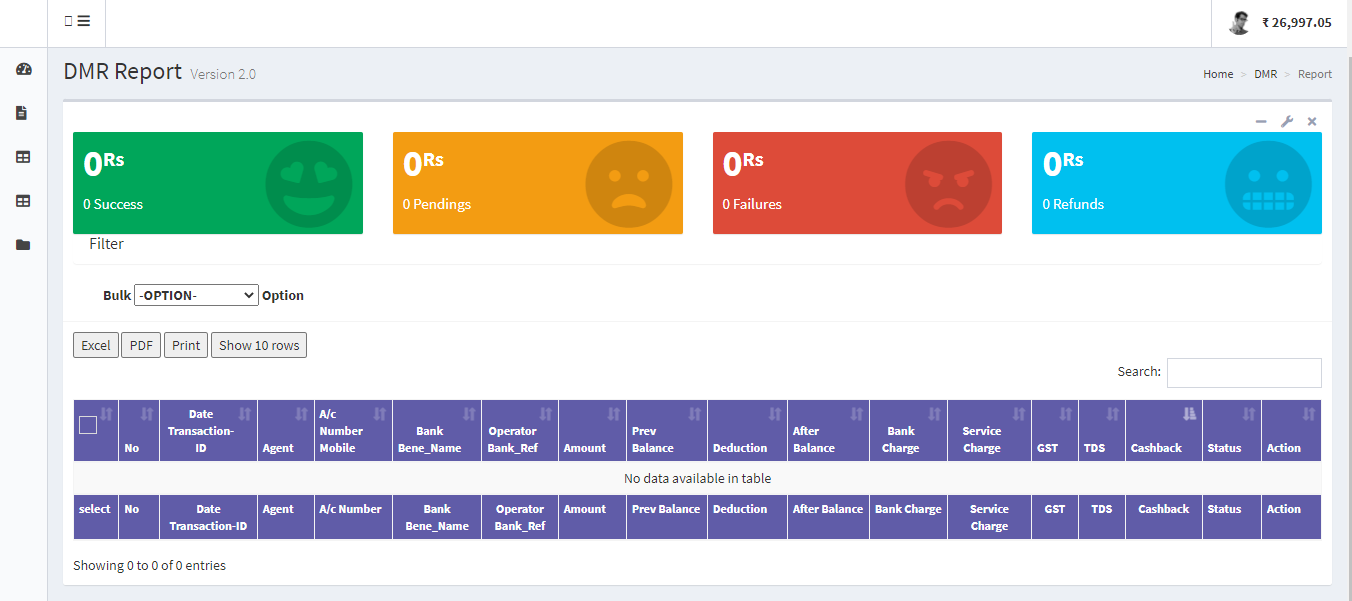 ₹ 26,997.05
DMR Report Version 2.0
Home > DMR > Report
0Rs
0 Success
0Rs
0 Pendings
0Rs
0 Failures
0Rs
0 Refunds
Filter
Bulk -OPTION- Option
Excel PDF Print Show 10 rows
Search:
No
Date
Transaction-
ID
Agent
A/c
Number
Mobile
Bank
Bene_Name
Operator
Bank_Ref
Amount
Prev
Balance
Deduction
After
Balance
Bank
Charge
Service
Charge
GST
TDS
Cashback
Status
Action
No data available in table
select
No
Date
Transaction-ID
Agent
A/c Number
Bank
Bene_Name
Operator
Bank_Ref
Amount
Prev Balance
Deduction
After Balance
Bank Charge
Service
Charge
GST
TDS
Cashback
Status
Action
Showing 0 to 0 of 0 entries